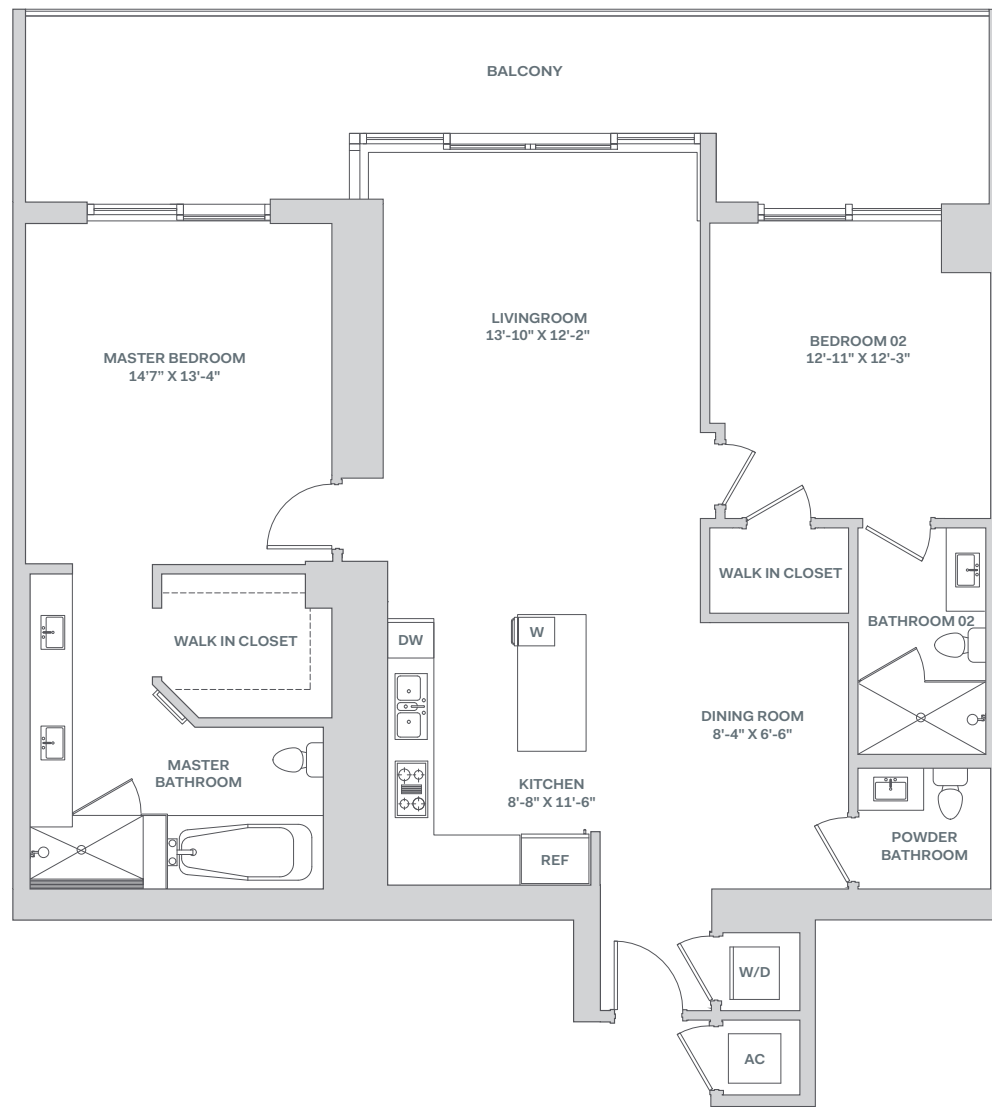 BALCONY
LIVINGROOM
13'-10" X 12'-2"
BEDROOM 02
12'-11" X 12'-3"
MASTER BEDROOM
14'7” X 13'-4"
WALK IN CLOSET
BATHROOM 02
WALK IN CLOSET
DW
W
DINING ROOM
8'-4" X 6'-6"
MASTER
BATHROOM
KITCHEN
8'-8" X 11'-6"
REF
POWDER
BATHROOM
W/D
AC